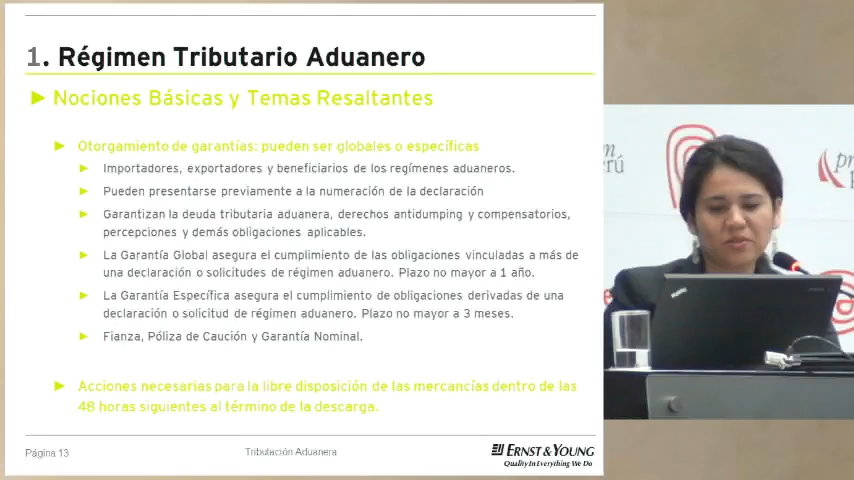 1. Régimen Tributario Aduanero
► Nociones Básicas y Temas Resaltantes
► Otorgamiento de garantías: pueden ser globales o específicas
► Importadores, exportadores y beneficiarios de los regímenes aduaneros.
► Pueden presentarse previamente a la numeración de la declaración
► Garantizan la deuda tributaria aduanera, derechos antidumping y compensatorios,
percepciones y demás obligaciones aplicables.
► La Garantía Global asegura el cumplimiento de las obligaciones vinculadas a más de
una declaración o solicitudes de régimen aduanero. Plazo no mayor a 1 año.
► La Garantía Específica asegura el cumplimiento de obligaciones derivadas de una
declaración o solicitud de régimen aduanero. Plazo no mayor a 3 meses.
► Fianza, Póliza de Caución y Garantía Nominal.
► Acciones necesarias para la libre disposición de las mercancías dentro de las
48 horas siguientes al término de la descarga.
Página 13
Tributación Aduanera
ERNST & YOUNG
Quality In Everything We Do